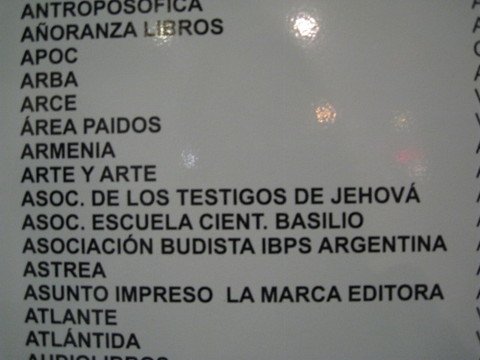 ANTROPOSÓFICA
AÑORANZA LIBROS
APOC
ARBA
ARCE
ÁREA PAIDOS
ARMENIA
ARTE Y ARTE
ASOC. DE LOS TESTIGOS DE JEHOVÁ
ASOC. ESCUELA CIENT. BASILIO
ASOCIACIÓN BUDISTA IBPS ARGENTINA
ASTREA
ASUNTO IMPRESO LA MARCA EDITORA
ATLANTE
ATLÁNTIDA
AUDIOLIBROS